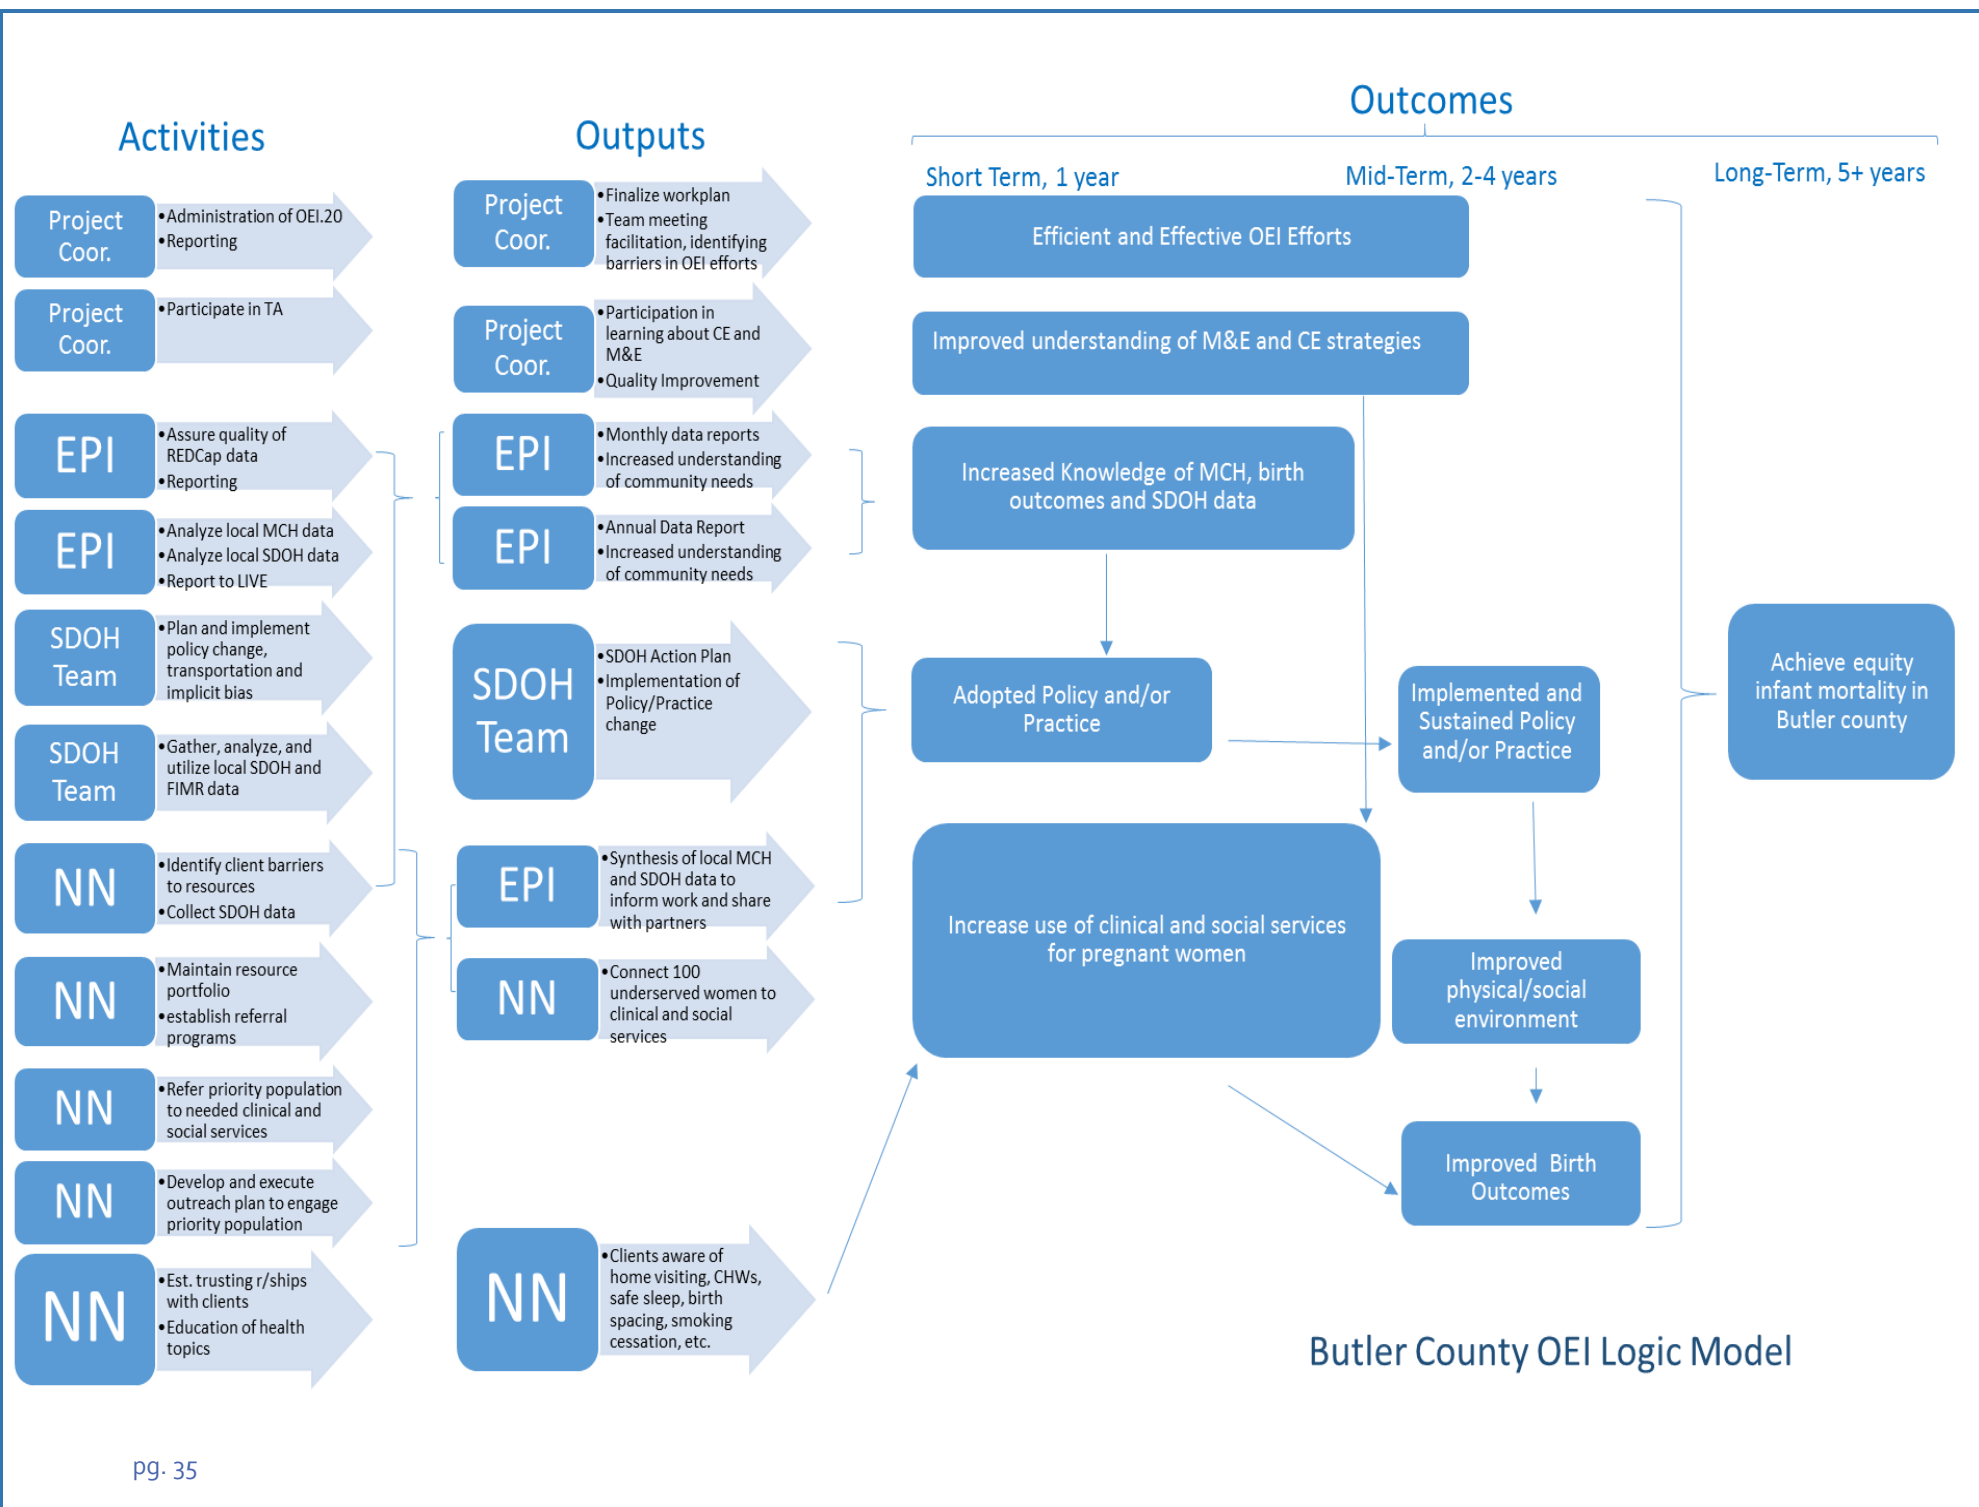 Outcomes
Activities
Outputs
Short Term, 1 year
Mid-Term, 2-4 years
Long-Term, 5+ years
Project
Coor.
•Administration of OEI.20
•Reporting
Project
Coor.
•Participate in TA
EPI
•Assure quality of
REDCap data
•Reporting
EPI
•Analyze local MCH data
•Analyze local SDOH data
•Report to LIVE
SDOH
Team
•Plan and implement
policy change,
transportation and
implicit bias
SDOH
Team
•Gather, analyze, and
utilize local SDOH and
FIMR data
NN
•Identify client barriers
to resources
•Collect SDOH data
NN
•Maintain resource
portfolio
•establish referral
programs
NN
•Refer priority population
to needed clinical and
social services
NN
•Develop and execute
outreach plan to engage
priority population
NN
•Est. trusting r/ships
with clients
•Education of health
topics
Project
Coor.
•Finalize workplan
•Team meeting
facilitation, identifying
barriers in OEI efforts
Project
Coor.
•Participation in
learning about CE and
M&E
•Quality Improvement
EPI
•Monthly data reports
•Increased understanding
of community needs
EPI
•Annual Data Report
•Increased understanding
of community needs
SDOH
Team
•SDOH Action Plan
•Implementation of
Policy/Practice
change
EPI
•Synthesis of local MCH
and SDOH data to
inform work and share
with partners
NN
•Connect 100
underserved women to
clinical and social
services
NN
•Clients aware of
home visiting, CHWs,
safe sleep, birth
spacing, smoking
cessation, etc.
Efficient and Effective OEI Efforts
Improved understanding of M&E and CE strategies
Increased Knowledge of MCH, birth
outcomes and SDOH data
Adopted Policy and/or
Practice
Increase use of clinical and social services
for pregnant women
Implemented and
Sustained Policy
and/or Practice
Improved
physical/social
environment
Improved Birth
Outcomes
Achieve equity
infant mortality in
Butler county
Butler County OEI Logic Model
pg. 35